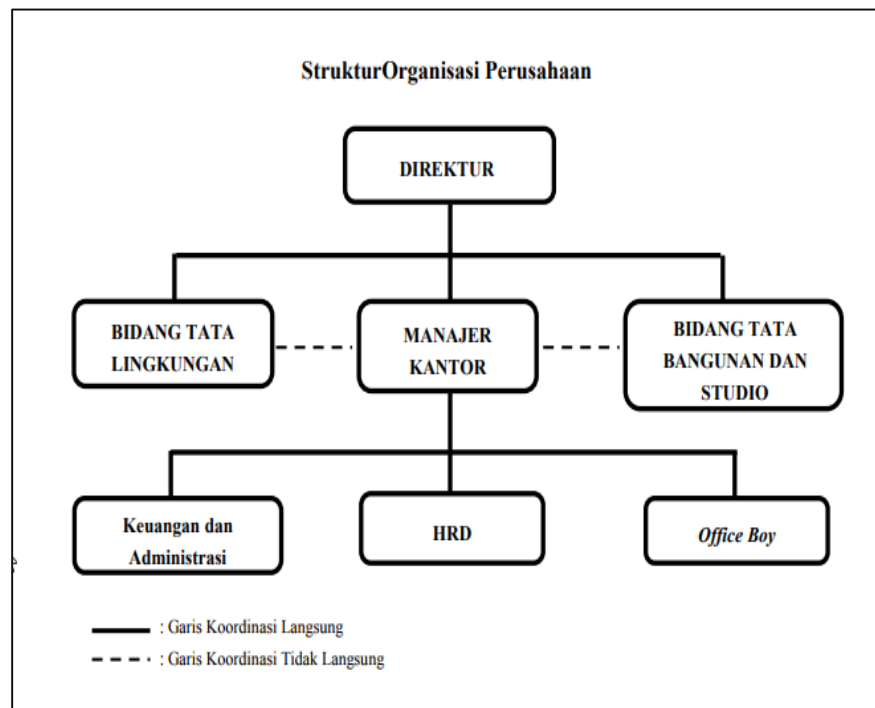 StrukturOrganisasi Perusahaan
DIREKTUR
BIDANG TATA
LINGKUNGAN
MANAJER
KANTOR
BIDANG TATA
BANGUNAN DAN
STUDIO
Keuangan dan
Administrasi
HRD
Office Boy
: Garis Koordinasi Langsung
: Garis Koordinasi Tidak Langsung